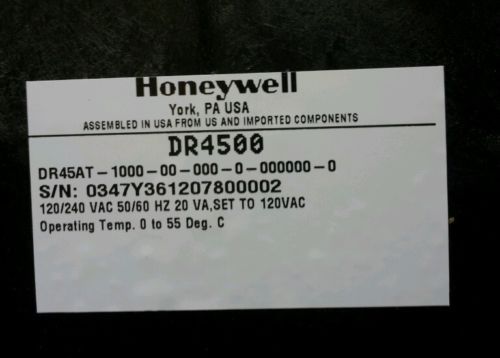 Honeywell
York, PA USA
ASSEMBLED IN USA FROM US AND IMPORTED COMPONENTS
DR4500
DR45AT-1000-00-000-0-000000-0
S/N: 0347Y361207800002
120/240 VAC 50/60 HZ 20 VA,SET TO 120VAC
Operating Temp. 0 to 55 Deg. C